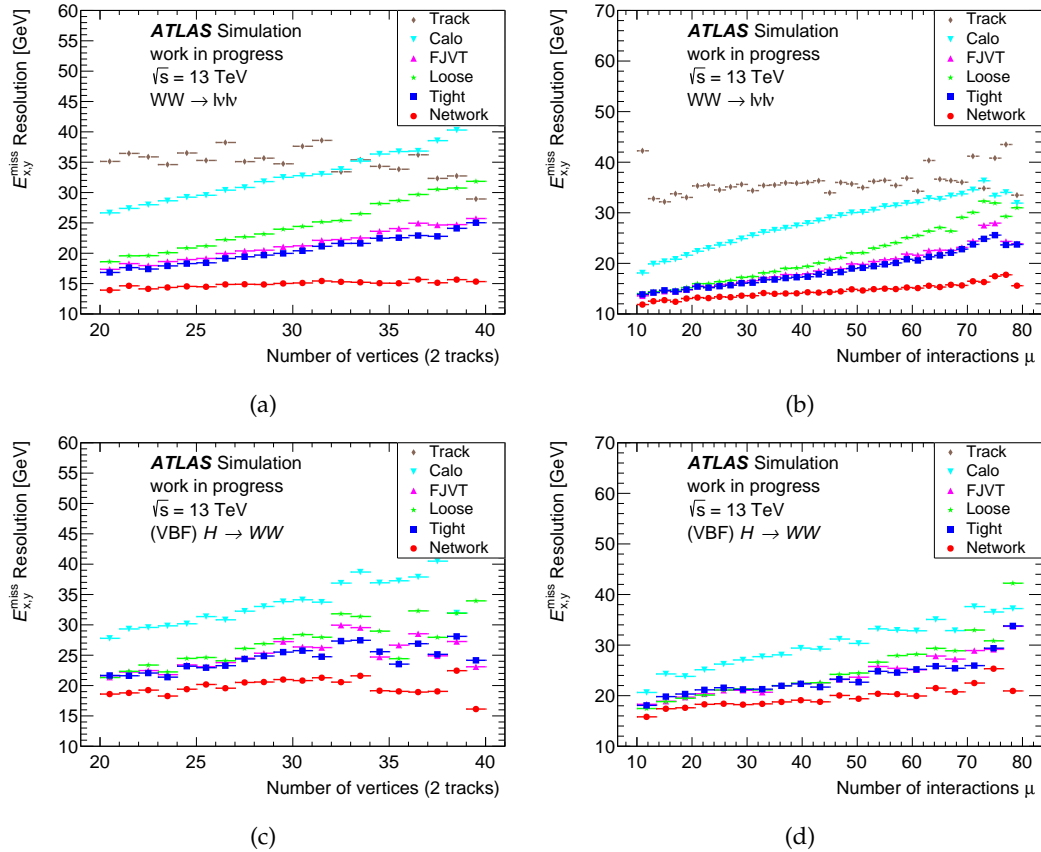 60
55
50
45
40
35
30
25
20
15
10
E_{x,y}^{miss} Resolution [GeV]
ATLAS Simulation
work in progress
√s = 13 TeV
WW → lνlν
Track
Calo
FJVT
Loose
Tight
Network
20 25 30 35 40
Number of vertices (2 tracks)
(a)
70
60
50
40
30
20
10
E_{x,y}^{miss} Resolution [GeV]
ATLAS Simulation
work in progress
√s = 13 TeV
WW → lνlν
Track
Calo
FJVT
Loose
Tight
Network
10 20 30 40 50 60 70 80 90
Number of interactions μ
(b)
60
55
50
45
40
35
30
25
20
15
10
E_{x,y}^{miss} Resolution [GeV]
ATLAS Simulation
work in progress
√s = 13 TeV
(VBF) H → WW
Track
Calo
FJVT
Loose
Tight
Network
20 25 30 35 40
Number of vertices (2 tracks)
(c)
70
60
50
40
30
20
10
E_{x,y}^{miss} Resolution [GeV]
ATLAS Simulation
work in progress
√s = 13 TeV
(VBF) H → WW
Track
Calo
FJVT
Loose
Tight
Network
10 20 30 40 50 60 70 80 90
Number of interactions μ
(d)